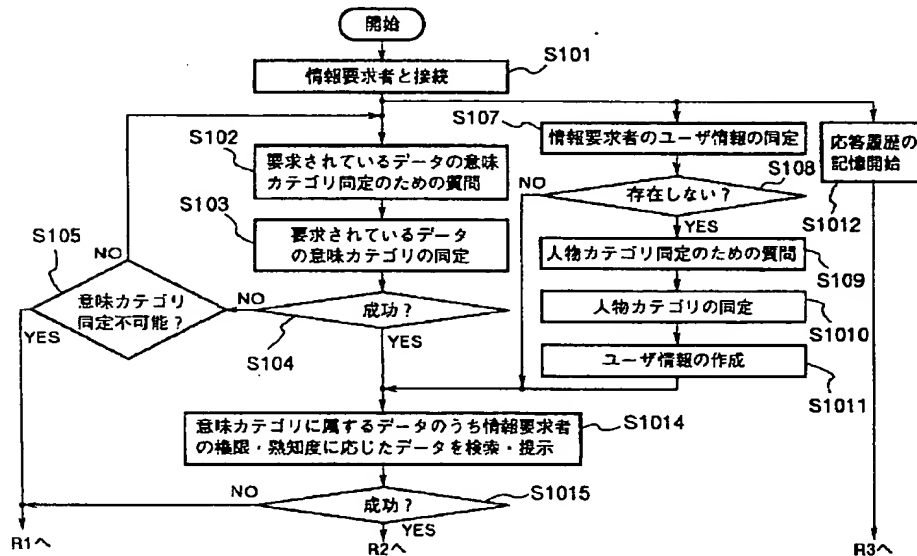 開始
S101
情報要求者と接続
S107
情報要求者のユーザ情報の同定
応答履歴の
記憶開始
S1012
S102
要求されているデータの意味
カテゴリ同定のための質問
NO
存在しない？
S108
YES
S103
要求されているデータ
の意味カテゴリの同定
人物カテゴリ同定のための質問
S109
S105
NO
意味カテゴリ
同定不可能？
YES
NO
成功？
S104
YES
人物カテゴリの同定
S1010
ユーザ情報の作成
S1011
意味カテゴリに属するデータのうち情報要求者
の権限・熟知度に応じたデータを検索・提示
S1014
NO
成功？
S1015
YES
R1へ
R2へ
R3へ